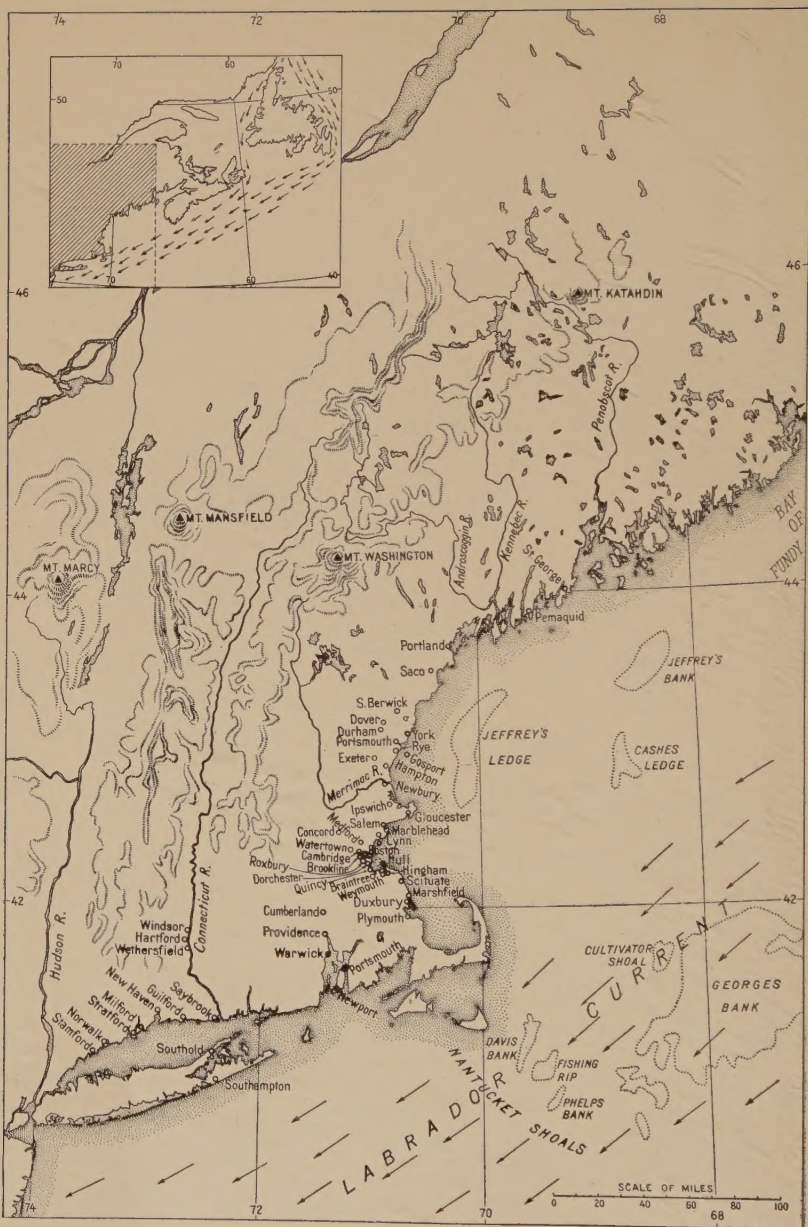 74
72
70
68
70
60
50
50
70
60
40
46
46
MT. KATAHDIN
Penobscot R.
MT. MANSFIELD
MT. WASHINGTON
MT. MARCY
Androscoggin R.
Kennebec R.
St. George
BAY
OF
FUNDY
44
44
Pemaquid
Portland
Saco
JEFFREY'S
BANK
S. Berwick
Dover
Durham
Portsmouth
Exeter
York
Rye
Gosport
Hampton
JEFFREY'S
LEDGE
CASHES
LEDGE
Merrimac R.
Newbury
Ipswich
Gloucester
Salem
Marblehead
Medford
Lynn
Concord
Watertown
Cambridge
Boston
Brookline
Hull
Roxbury
Dorchester
Quincy
Braintree
Weymouth
Hingham
Scituate
Marshfield
42
42
Duxbury
Plymouth
Cumberland
Providence
Warwick
Portsmouth
Newport
Hudson R.
Connecticut R.
Windsor
Hartford
Wethersfield
Saybrook
Guilford
New Haven
Milford
Stratford
Norwalk
Stamford
Southold
Southampton
CULTIVATOR
SHOAL
GEORGES
BANK
DAVIS
BANK
FISHING
RIP
PHELPS
BANK
NANTUCKET SHOALS
LABRADOR CURRENT
SCALE OF MILES
0 20 40 60 80 100
74
72
70
68